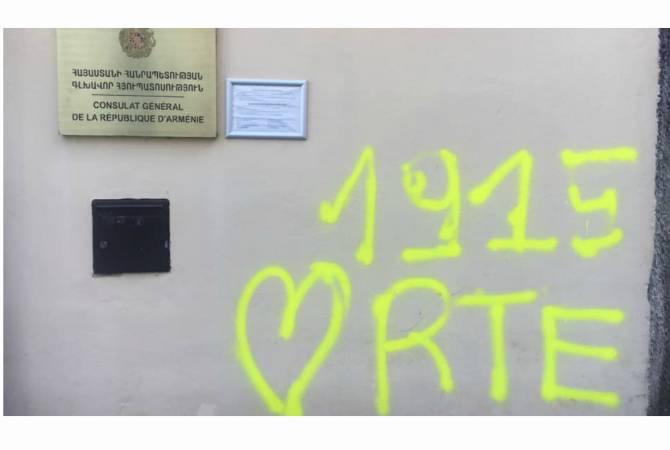 ՀԱՅԱՍՏԱՆԻ ՀԱՆՐԱՊԵՏՈՒԹՅԱՆ
ԳԼԽԱՎՈՐ ՀՅՈՒՊԱՏՈՍՈՒԹՅՈՒՆ
CONSULAT GÉNÉRAL
DE LA RÉPUBLIQUE D'ARMÉNIE
1915
♡ RTE